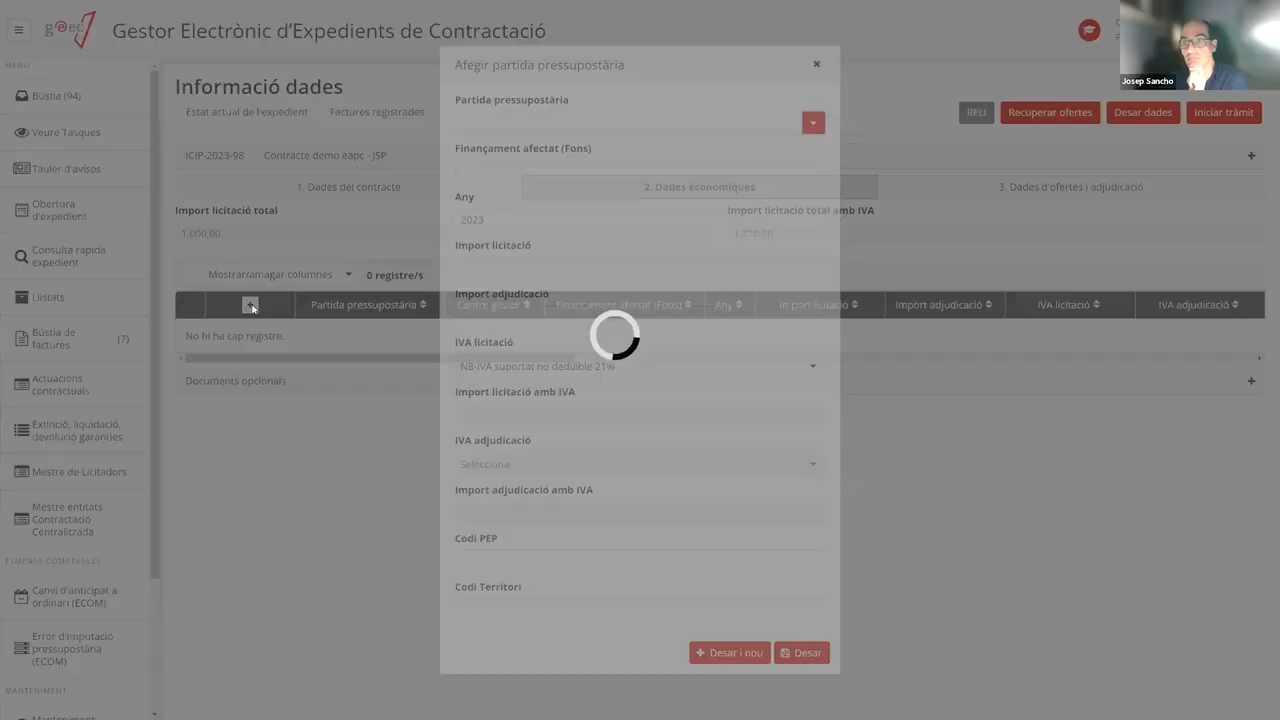 geec
Gestor Electrònic d'Expedients de Contractació
Josep Sancho
MENÚ
Bústia (94)
Veure Tasques
Tauler d'avisos
Obertura
d'expedient
Consulta rapida
expedient
Llistats
Bústia de
factures
(7)
Actuacions
contractuals
Extinció, liquidació,
devolució garanties
Mestre de Licitadors
Mestre entitats
Contractació
Centralitzada
ESMENES COMPTABLES
Canvi d'anticipat a
ordinari (ECOM)
Error d'imputació
pressupostària
(ECOM)
MANTENIMENT
Manteniment
Informació dades
Estat actual de l'expedient
Factures registrades
RELI
Recuperar ofertes
Desar dades
Iniciar tràmit
ICIP-2023-98
Contracte demo eapc - JSP
1. Dades del contracte
2. Dades econòmiques
3. Dades d'ofertes i adjudicació
Import licitació total
1.000,00
Import licitació total amb IVA
1.210,00
Mostrar/amagar columnes
0 registre/s
Partida pressupostària
Centre gestor
Finançament afectat (Fons)
Any
Import licitació
Import adjudicació
IVA licitació
IVA adjudicació
No hi ha cap registre.
Documents opcionals
Afegir partida pressupostària
Partida pressupostària
Finançament afectat (Fons)
Any
2023
Import licitació
Import adjudicació
IVA licitació
N8-IVA suportat no deduïble 21%
Import licitació amb IVA
IVA adjudicació
Selecciona
Import adjudicació amb IVA
Codi PEP
Codi Territori
Desar i nou
Desar